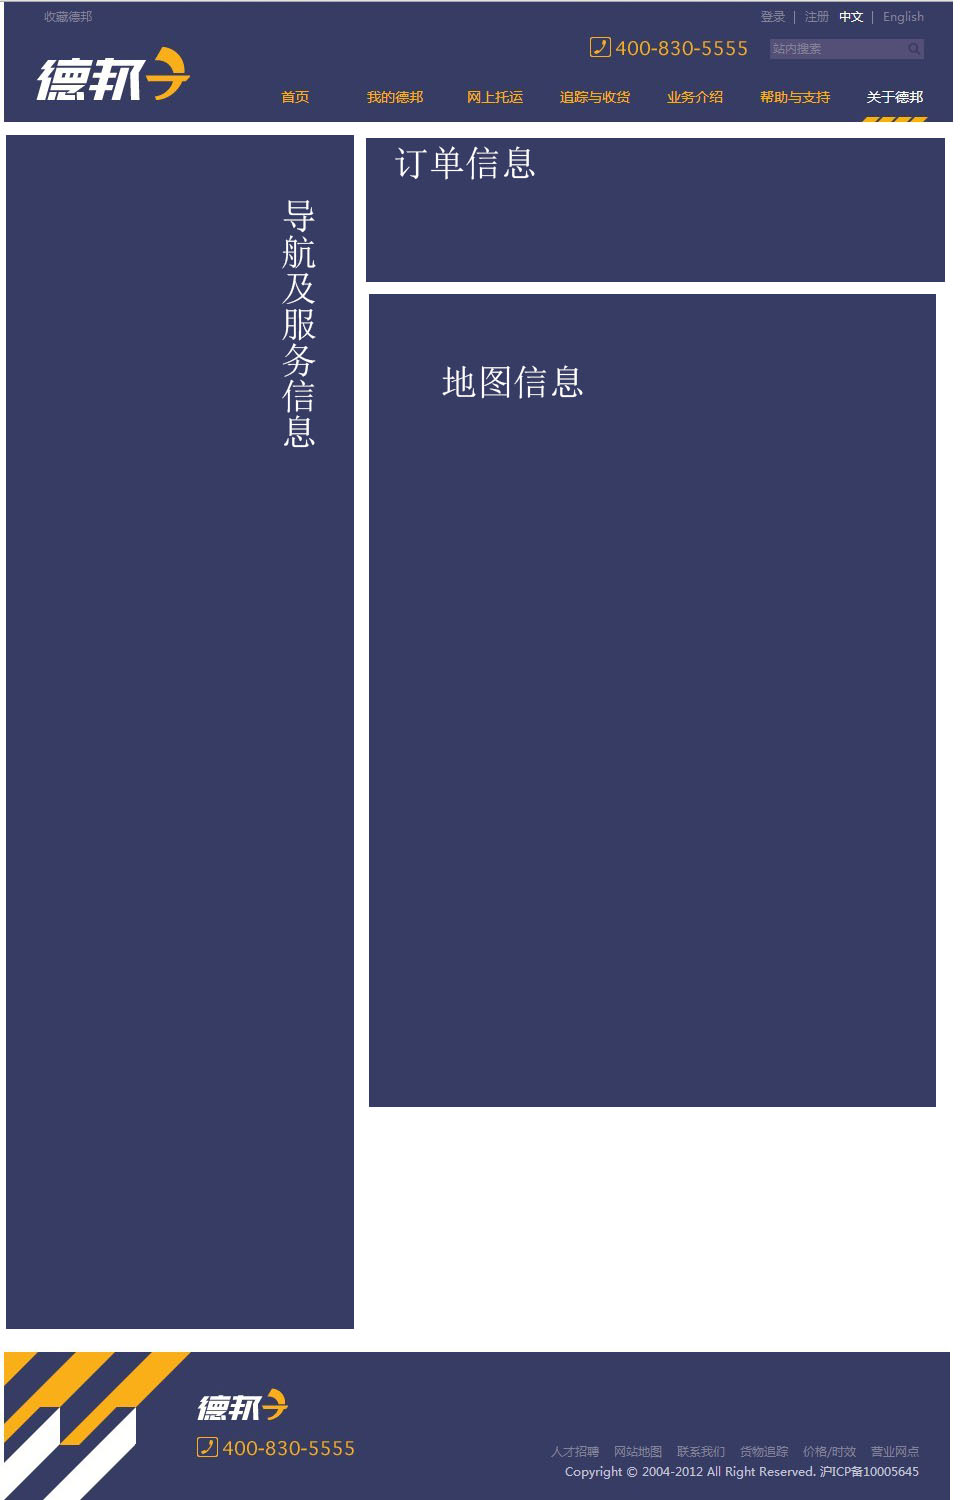 收藏德邦
登录 | 注册 中文 | English
400-830-5555 站内搜索
德邦
首页 我的德邦 网上托运 追踪与收货 业务介绍 帮助与支持 关于德邦
导航及服务信息
订单信息
地图信息
德邦
400-830-5555
人才招聘 网站地图 联系我们 货物追踪 价格/时效 营业网点
Copyright © 2004-2012 All Right Reserved. 沪ICP备10005645